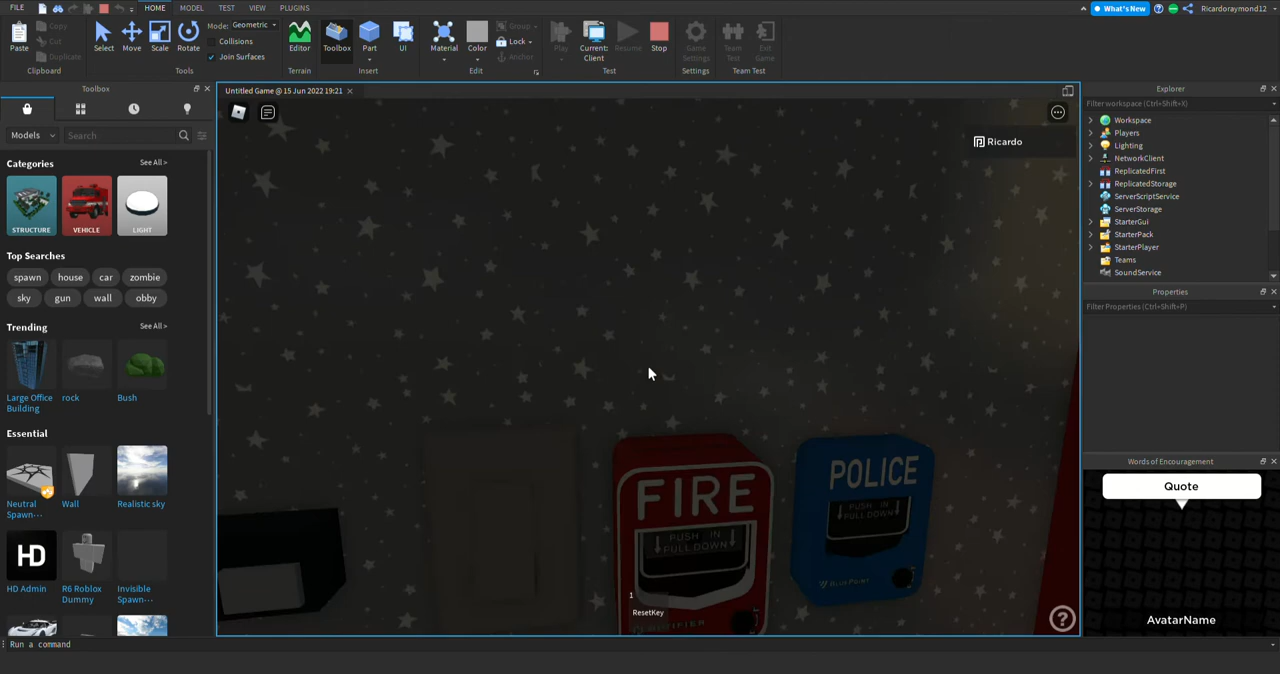 FILE HOME MODEL TEST VIEW PLUGINS What's New Ricardoraymond12
Paste Copy Cut Duplicate Clipboard
Select Move Scale Rotate Mode: Geometric Collisions Join Surfaces Tools
Editor Terrain
Toolbox Part UI Insert
Material Color Group Lock Anchor Edit
Play Current: Client Resume Stop Test
Game Settings Settings
Team Test Exit Game Team Test
Toolbox
Models Search
Categories See All >
STRUCTURE VEHICLE LIGHT
Top Searches
spawn house car zombie
sky gun wall obby
Trending See All >
Large Office Building rock Bush
Essential
Neutral Spawn··· Wall Realistic sky
HD
HD Admin R6 Roblox Dummy Invisible Spawn···
Run a command
Untitled Game @ 15 Jun 2022 19:21
Ricardo
FIRE
PUSH IN
PULL DOWN
POLICE
PUSH IN
PULL DOWN
Blue Point
1
ResetKey
?
Explorer
Filter workspace (Ctrl+Shift+X)
Workspace
Players
Lighting
NetworkClient
ReplicatedFirst
ReplicatedStorage
ServerScriptService
ServerStorage
StarterGui
StarterPack
StarterPlayer
Teams
SoundService
Properties
Filter Properties (Ctrl+Shift+P)
Words of Encouragement
Quote
AvatarName